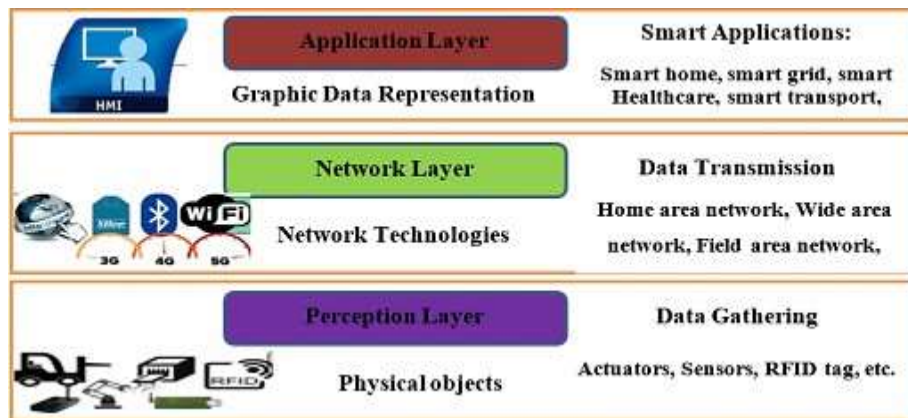 Application Layer
Smart Applications:
HMI
Graphic Data Representation
Smart home, smart grid, smart
Healthcare, smart transport,
Network Layer
Data Transmission
WiFi
Network Technologies
Home area network, Wide area
network, Field area network,
3G
4G
5G
Perception Layer
Data Gathering
RFID
Physical objects
Actuators, Sensors, RFID tag, etc.